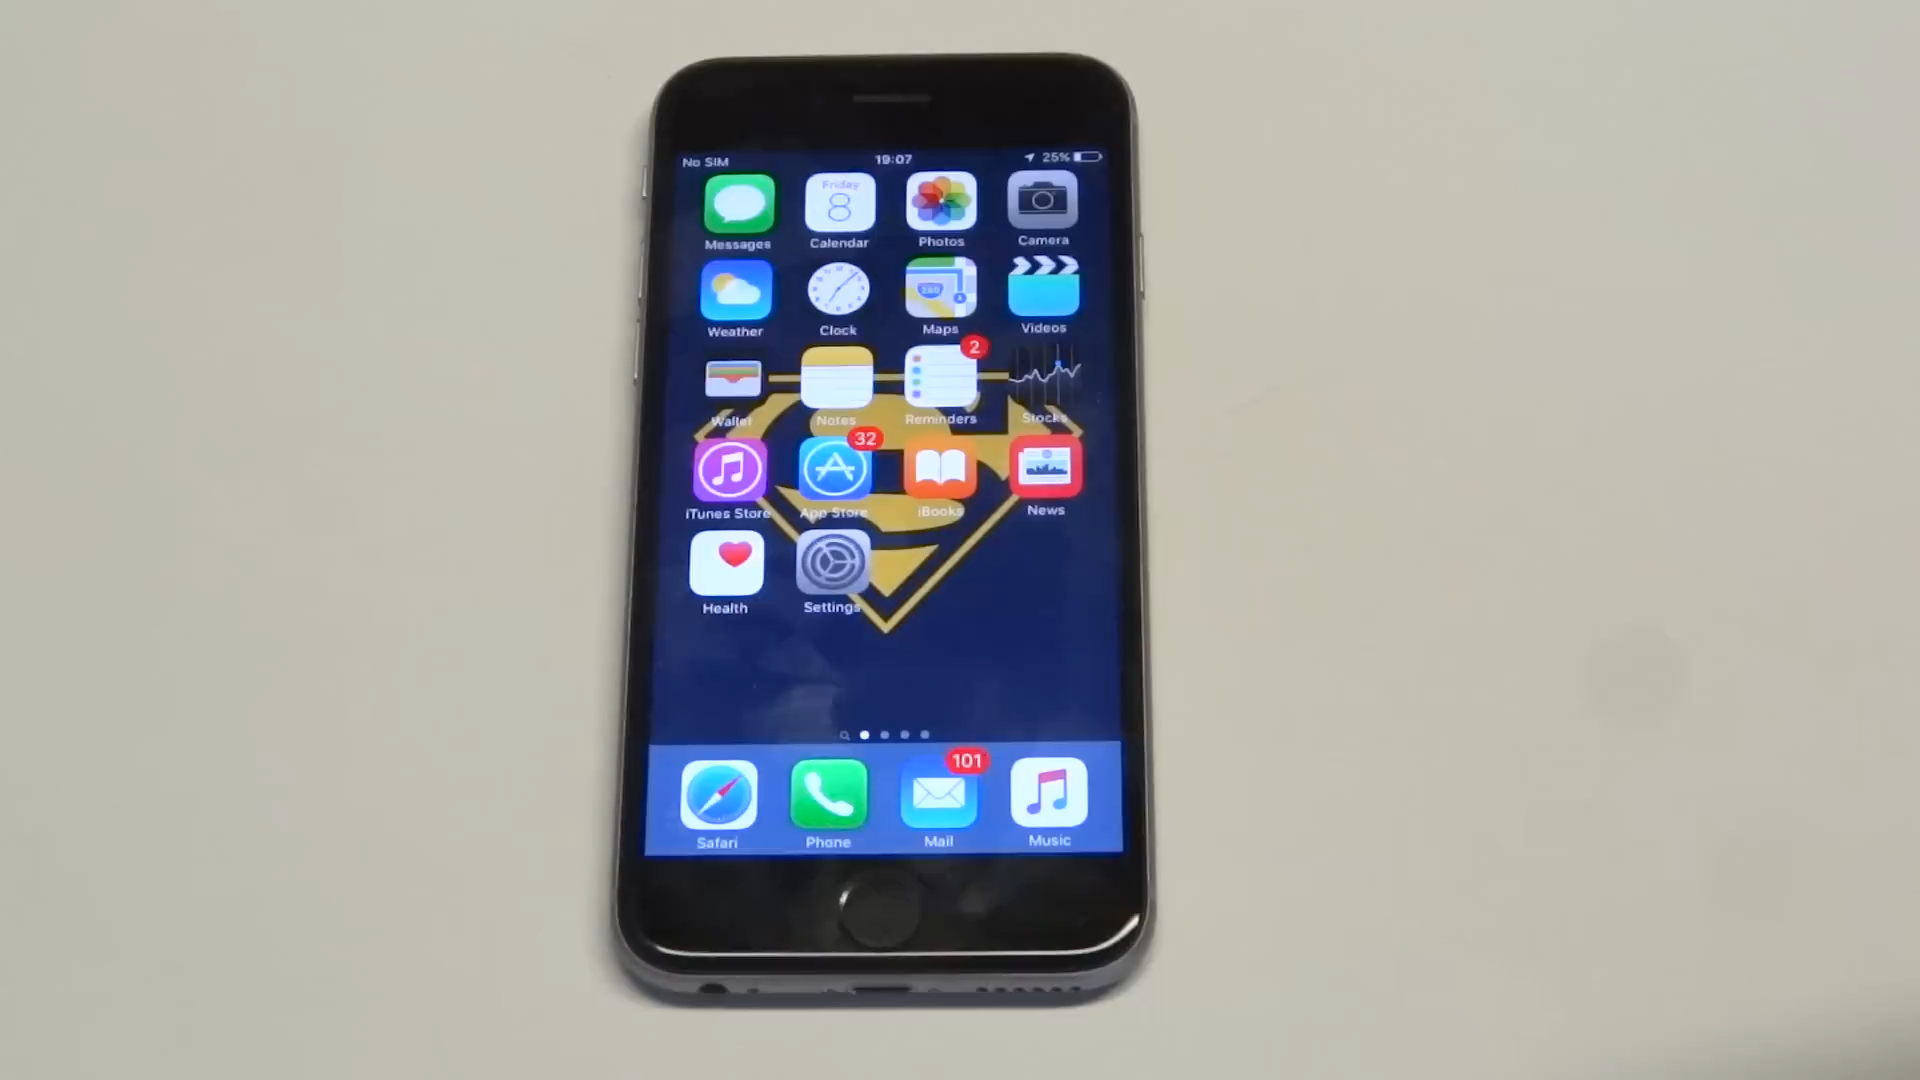 No SIM 19:07 25%
Friday
8
Messages Calendar Photos Camera
280
Weather Clock Maps Videos
2
Wallet Notes Reminders Stocks
32
iTunes Store App Store iBooks News
Health Settings
101
Safari Phone Mail Music